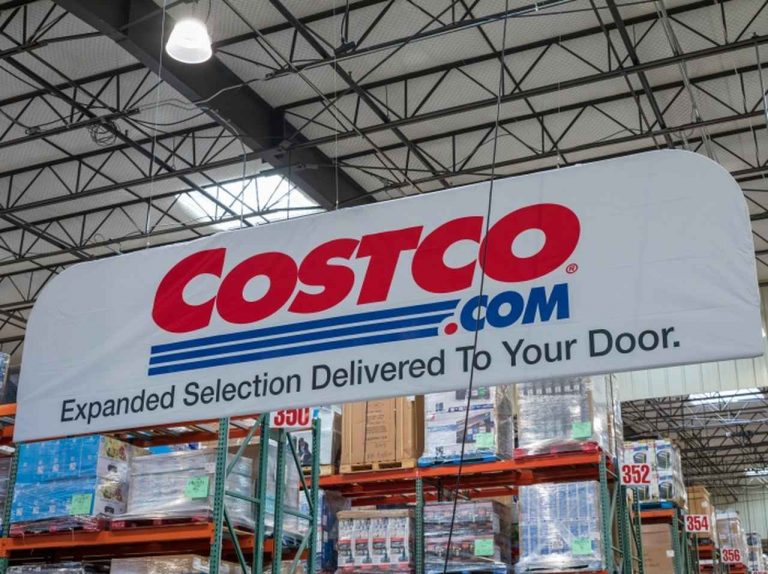 COSTCO®
.COM
Expanded Selection Delivered To Your Door.
350
352
354
356